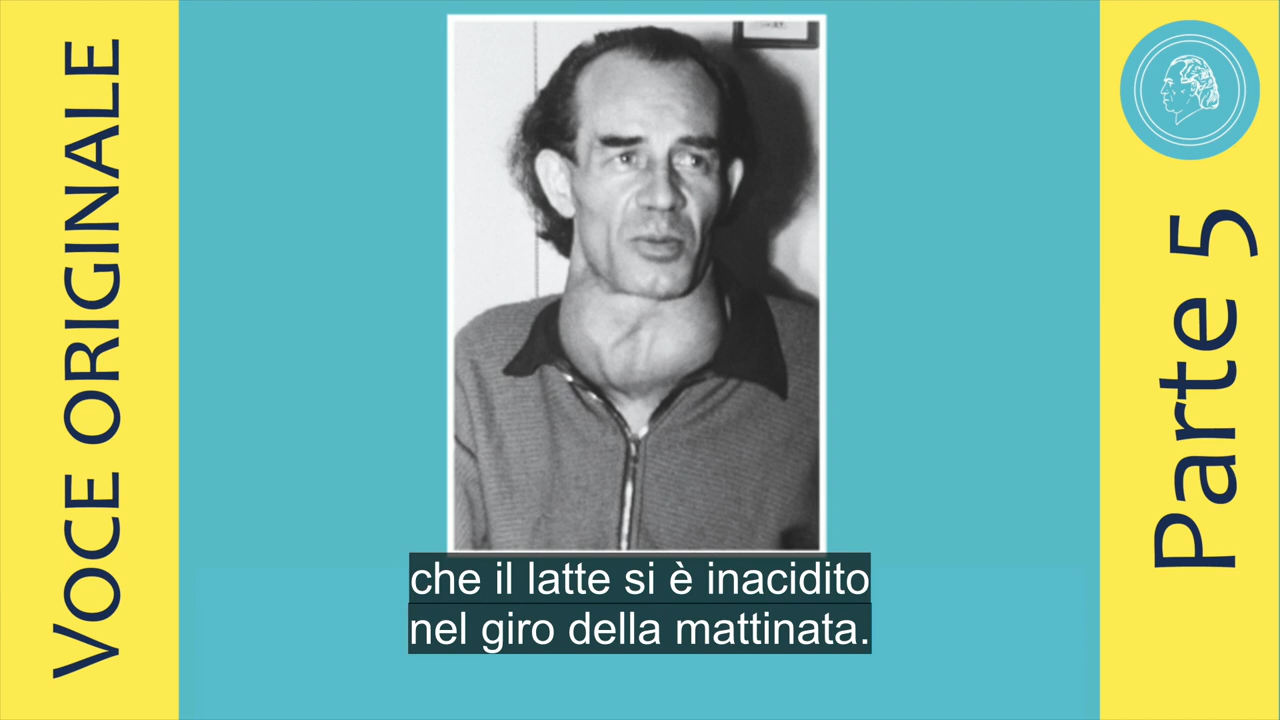 VOCE ORIGINALE
Parte 5
che il latte si è inacidito
nel giro della mattinata.